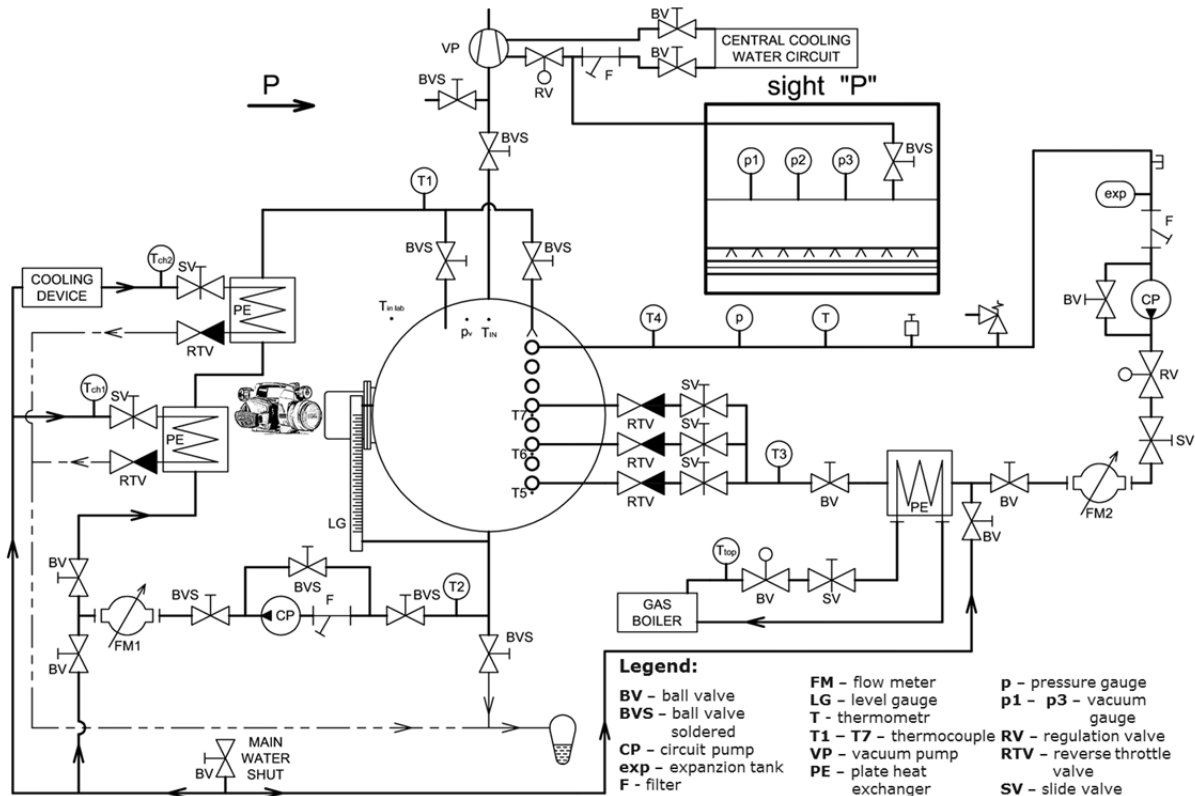 BV
VP
BV
CENTRAL COOLING
WATER CIRCUIT
RV
F
BVS
P
sight "P"
BVS
BVS
p1
p2
p3
T1
exp
F
BVS
BVS
Tch2
SV
COOLING
DEVICE
PE
RTV
Tin lab
pv
TIN
T4
p
T
BV
CP
RV
Tch1
SV
PE
RTV
T7
SV
RTV
T6
SV
RTV
SV
T5
RTV
T3
BV
PE
BV
FM2
SV
LG
BV
BVS
BVS
CP
F
BVS
T2
FM1
BV
BVS
Ttop
BV
SV
BV
GAS
BOILER
MAIN
WATER
SHUT
BV
Legend:
BV – ball valve
BVS – ball valve
soldered
CP – circuit pump
exp – expanzion tank
F - filter
FM – flow meter
LG – level gauge
T - thermometr
T1 – T7 – thermocouple
VP – vacuum pump
PE – plate heat
exchanger
p – pressure gauge
p1 – p3 – vacuum
gauge
RV – regulation valve
RTV – reverse throttle
valve
SV – slide valve